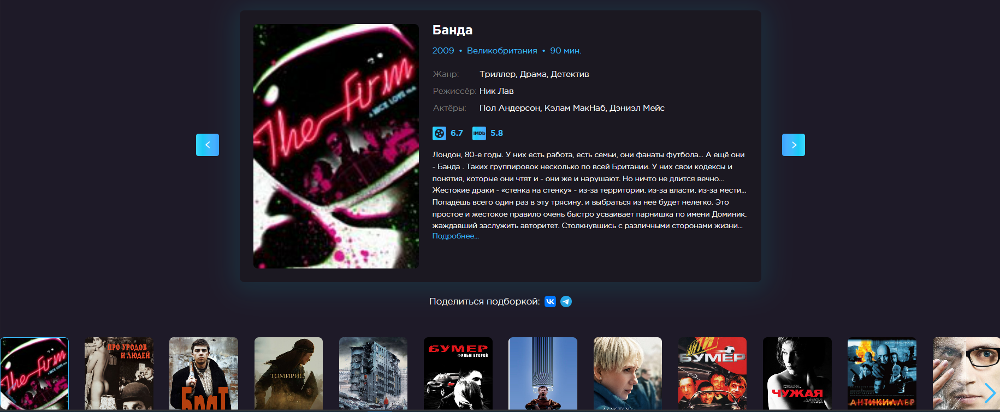 Банда
2009 • Великобритания • 90 мин.
Жанр: Триллер, Драма, Детектив
Режиссёр: Ник Лав
Актёры: Пол Андерсон, Кэлам МакНаб, Дэниэл Мейс
6.7 IMDb 5.8
Лондон, 80-е годы. У них есть работа, есть семьи, они фанаты футбола... А ещё они
- Банда . Таких группировок несколько по всей Британии. У них свои кодексы и
понятия, которые они чтят и - они же и нарушают. Но ничто не длится вечно...
Жестокие драки - «стенка на стенку» - из-за территории, из-за власти, из-за мести...
Попадёшь всего один раз в эту трясину, и выбраться из неё будет нелегко. Это
простое и жестокое правило очень быстро усваивает парнишка по имени Доминик,
жаждавший заслужить авторитет. Столкнувшись с различными сторонами жизни...
Подробнее...
The Firm
A NICK LOVE
Поделиться подборкой:
The Firm
ПРО УРОДОВ
И ЛЮДЕЙ
БраТ
ТОМИРИС
БУМЕР
ФИЛЬМ ВТОРОЙ
ДОКТОР
БУМЕР
ЧУЖАЯ
АНТИКИЛЛЕР